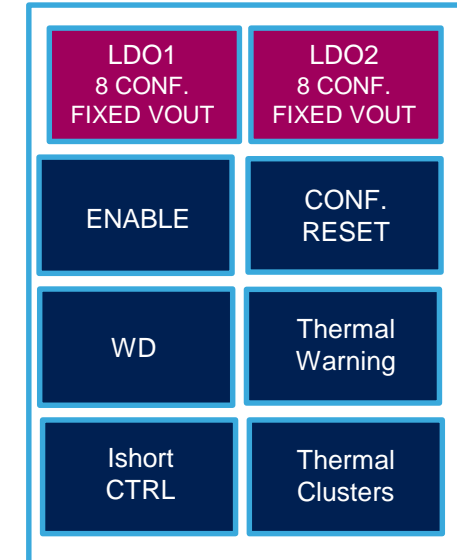 LDO1
8 CONF.
FIXED VOUT
LDO2
8 CONF.
FIXED VOUT
ENABLE
CONF.
RESET
WD
Thermal
Warning
Ishort
CTRL
Thermal
Clusters